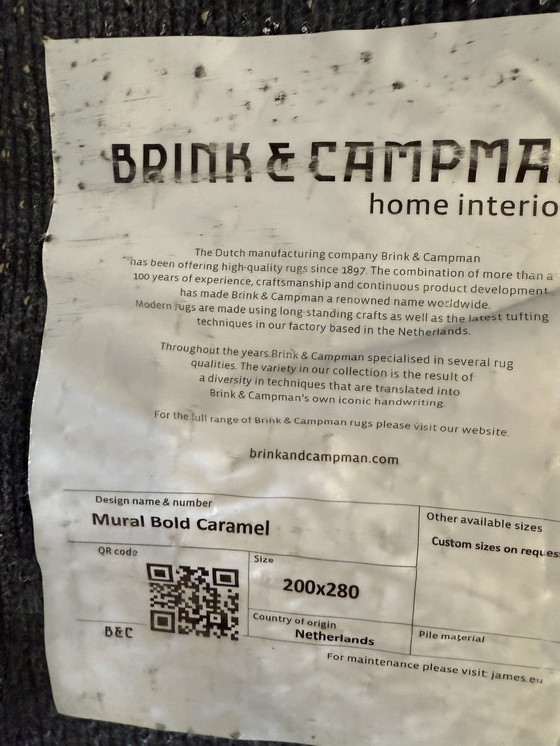 BRINK & CAMPMA
home interio
The Dutch manufacturing company Brink & Campman
has been offering high-quality rugs since 1897. The combination of more than a
100 years of experience, craftsmanship and continuous product development
has made Brink & Campman a renowned name worldwide.
Modern rugs are made using long-standing crafts as well as the latest tufting
techniques in our factory based in the Netherlands.
Throughout the years Brink & Campman specialised in several rug
qualities. The variety in our collection is the result of
a diversity in techniques that are translated into
Brink & Campman's own iconic handwriting.
For the full range of Brink & Campman rugs please visit our website.
brinkandcampman.com
Design name & number
Mural Bold Caramel
Other available sizes
Custom sizes on reques
QR code
Size
200x280
Country of origin
Netherlands
Pile material
B&C
For maintenance please visit: james.eu